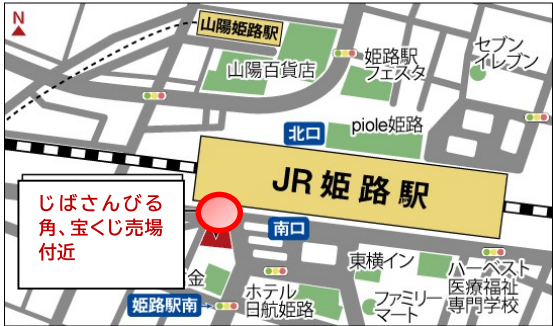 N
山陽姫路駅
山陽百貨店
姫路駅
フェスタ
セブン
イレブン
北口
piole姫路
JR姫路駅
じばさんびる
角、宝くじ売場
付近
南口
東横イン
ハーベスト
医療福祉
専門学校
金
ホテル
日航姫路
ファミリー
マート
姫路駅南